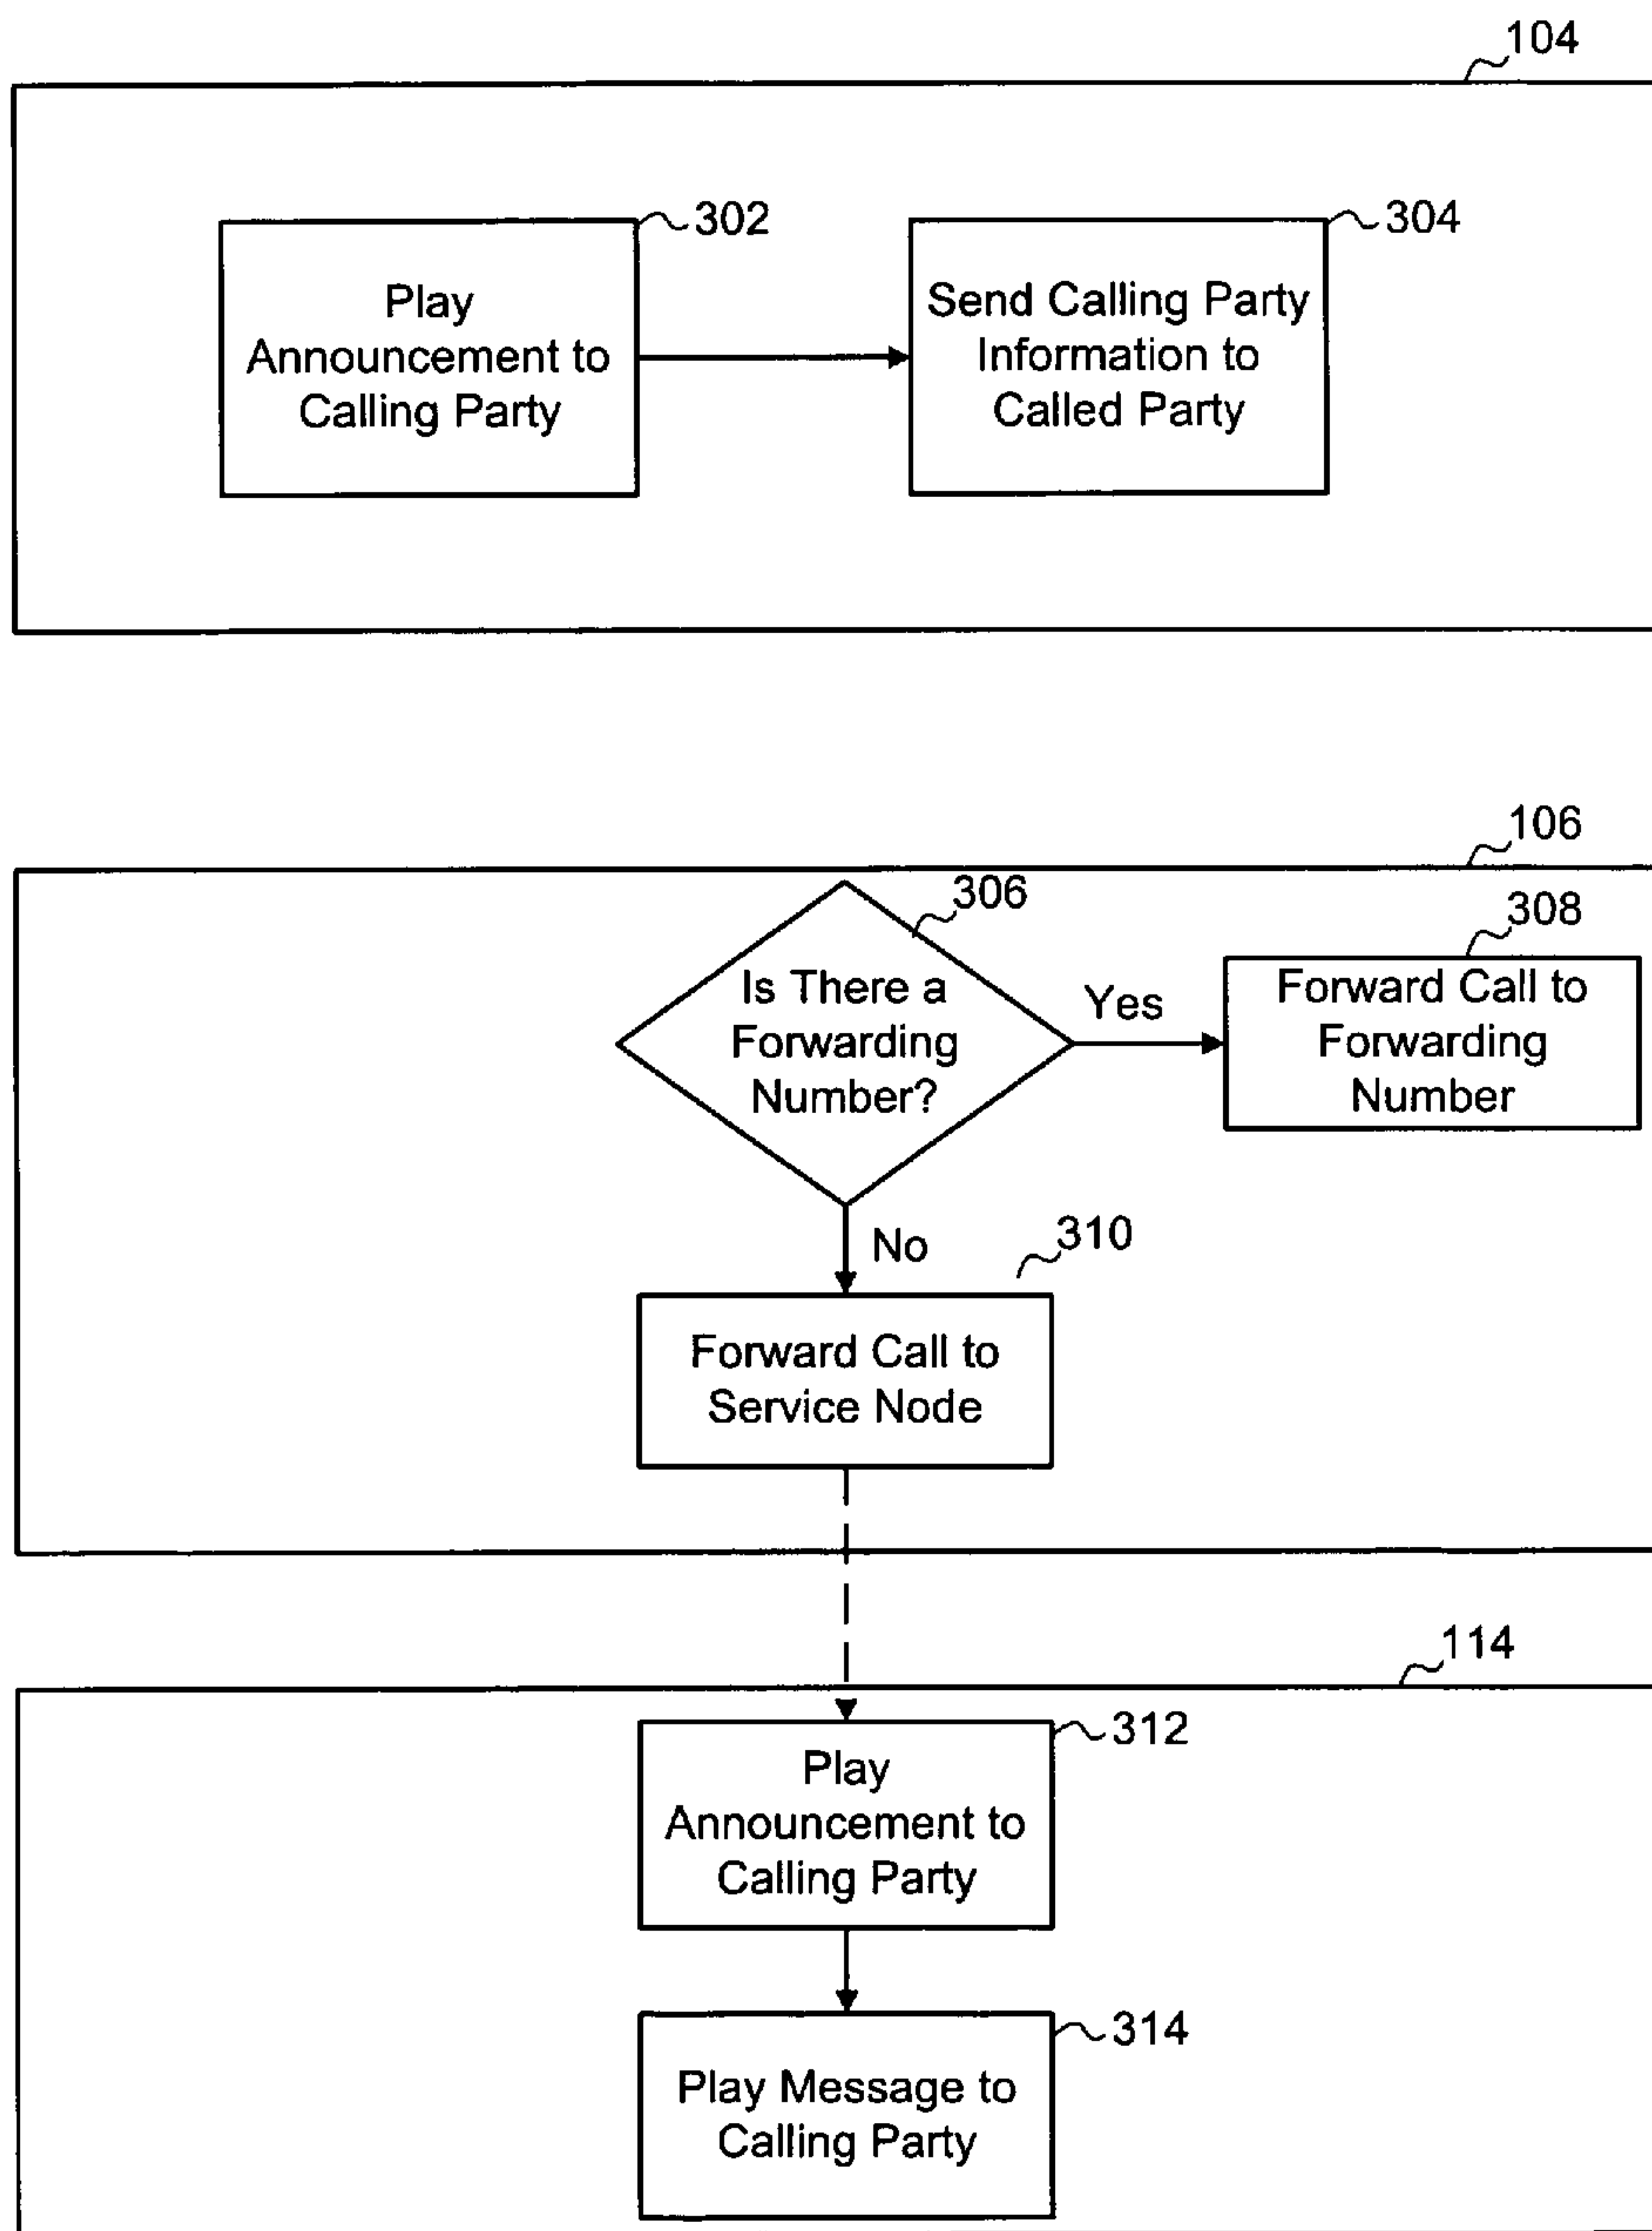 104
302
Play
Announcement to
Calling Party
304
Send Calling Party
Information to
Called Party
106
306
Is There a
Forwarding
Number?
Yes
308
Forward Call to
Forwarding
Number
No
310
Forward Call to
Service Node
114
312
Play
Announcement to
Calling Party
314
Play Message to
Calling Party